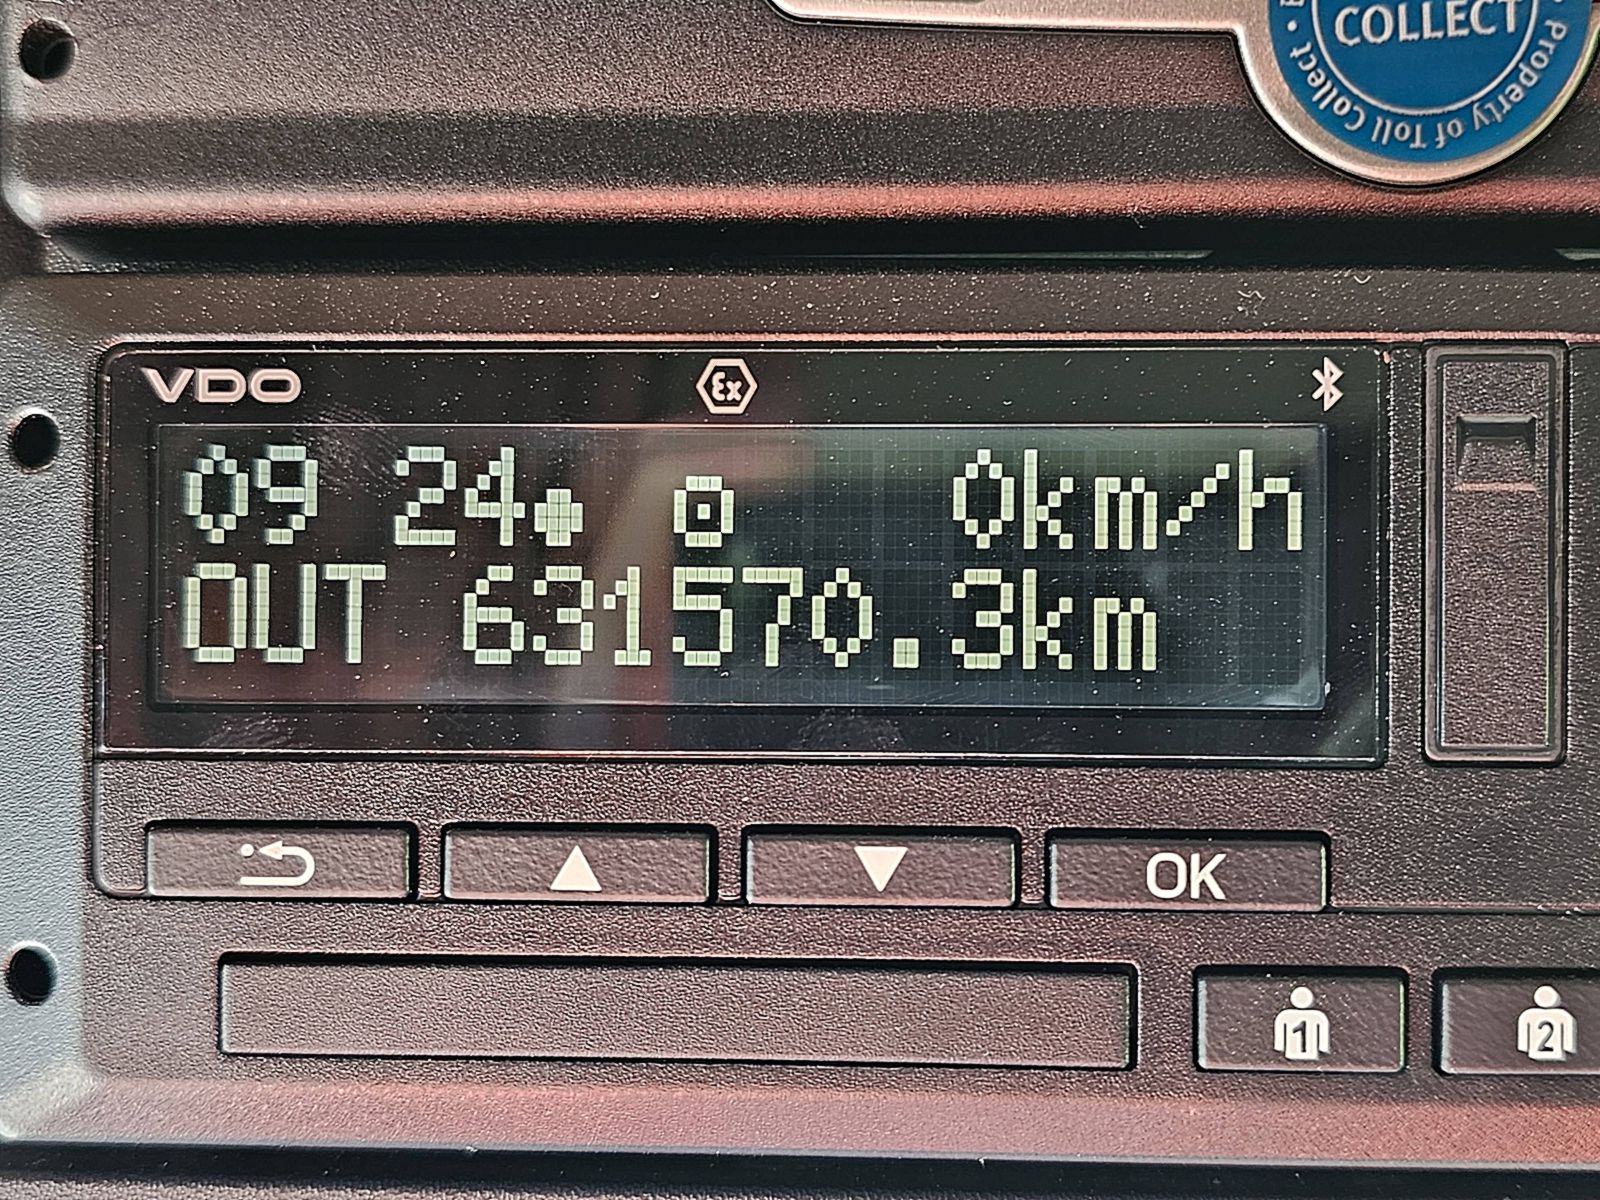 COLLECT
Property of Toll Collect •
VDO
Ex
09 24 0km/h
OUT 631570.3km
OK
1
2